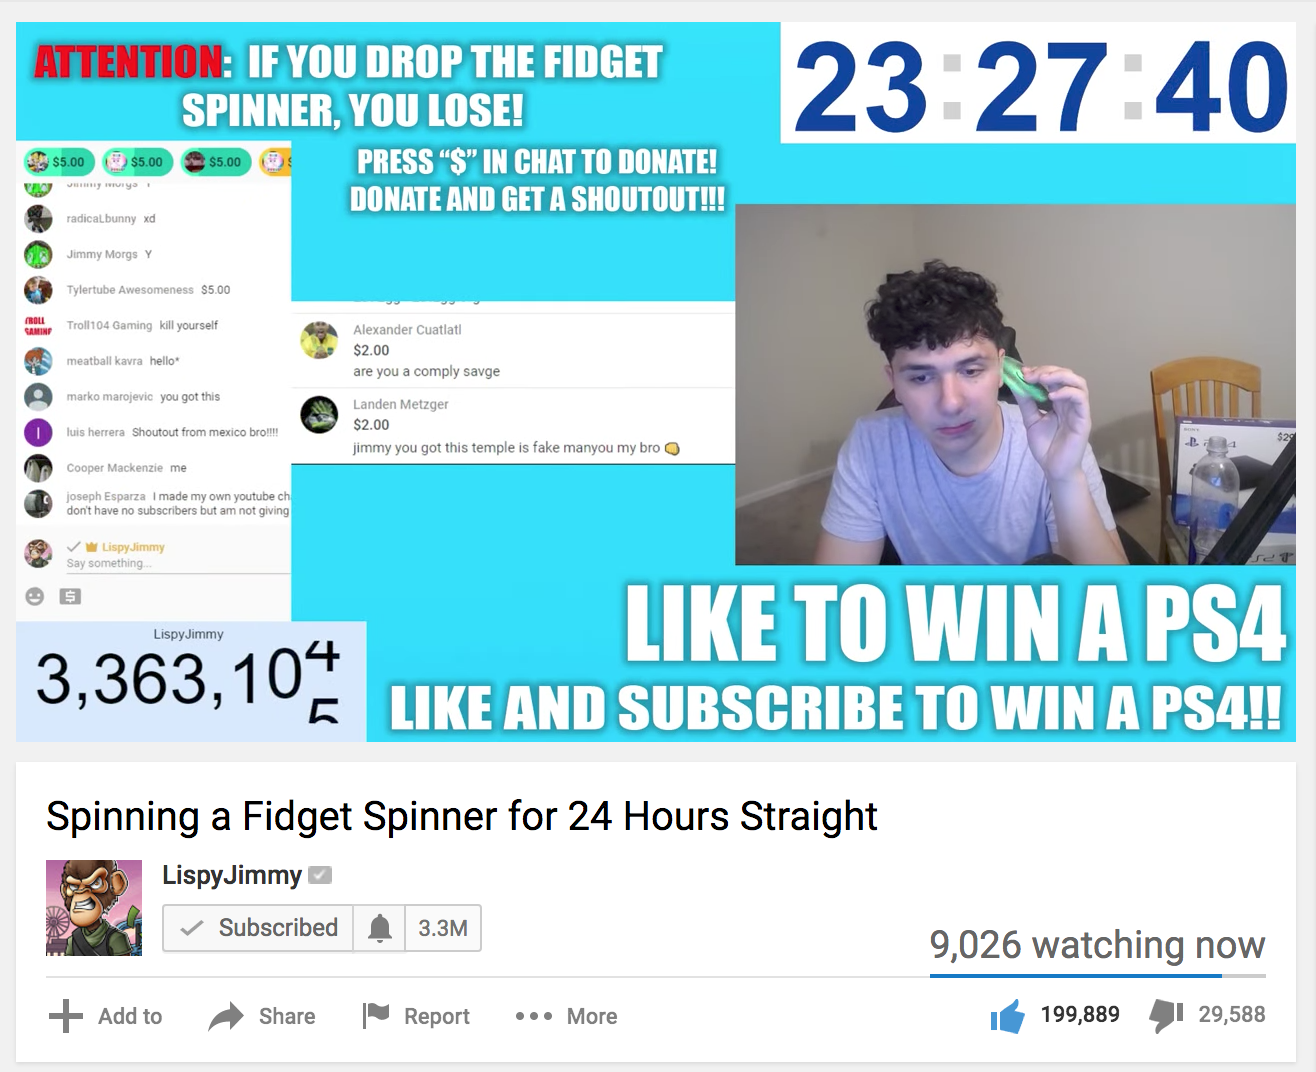 ATTENTION: IF YOU DROP THE FIDGET
SPINNER, YOU LOSE!
23:27:40
PRESS “$” IN CHAT TO DONATE!
DONATE AND GET A SHOUTOUT!!!
$5.00
$5.00
$5.00
Jimmy Morgs Y
radicaLbunny xd
Jimmy Morgs Y
Tylertube Awesomeness $5.00
Troll104 Gaming kill yourself
meatball kavra hello*
marko marojevic you got this
luis herrera Shoutout from mexico bro!!!!
Cooper Mackenzie me
joseph Esparza I made my own youtube ch
don't have no subscribers but am not giving
LispyJimmy
Say something...
Alexander Cuatlatl
$2.00
are you a comply savge
Landen Metzger
$2.00
jimmy you got this temple is fake manyou my bro
TROLL
GAMING
LispyJimmy
3,363,104
5
LIKE TO WIN A PS4
LIKE AND SUBSCRIBE TO WIN A PS4!!
Spinning a Fidget Spinner for 24 Hours Straight
LispyJimmy
Subscribed
3.3M
9,026 watching now
Add to
Share
Report
More
199,889
29,588